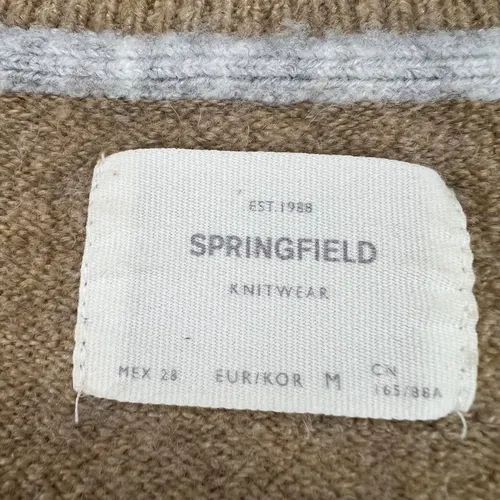 EST.1988
SPRINGFIELD
KNITWEAR
MEX 28 EUR/KOR M CN 165/88A